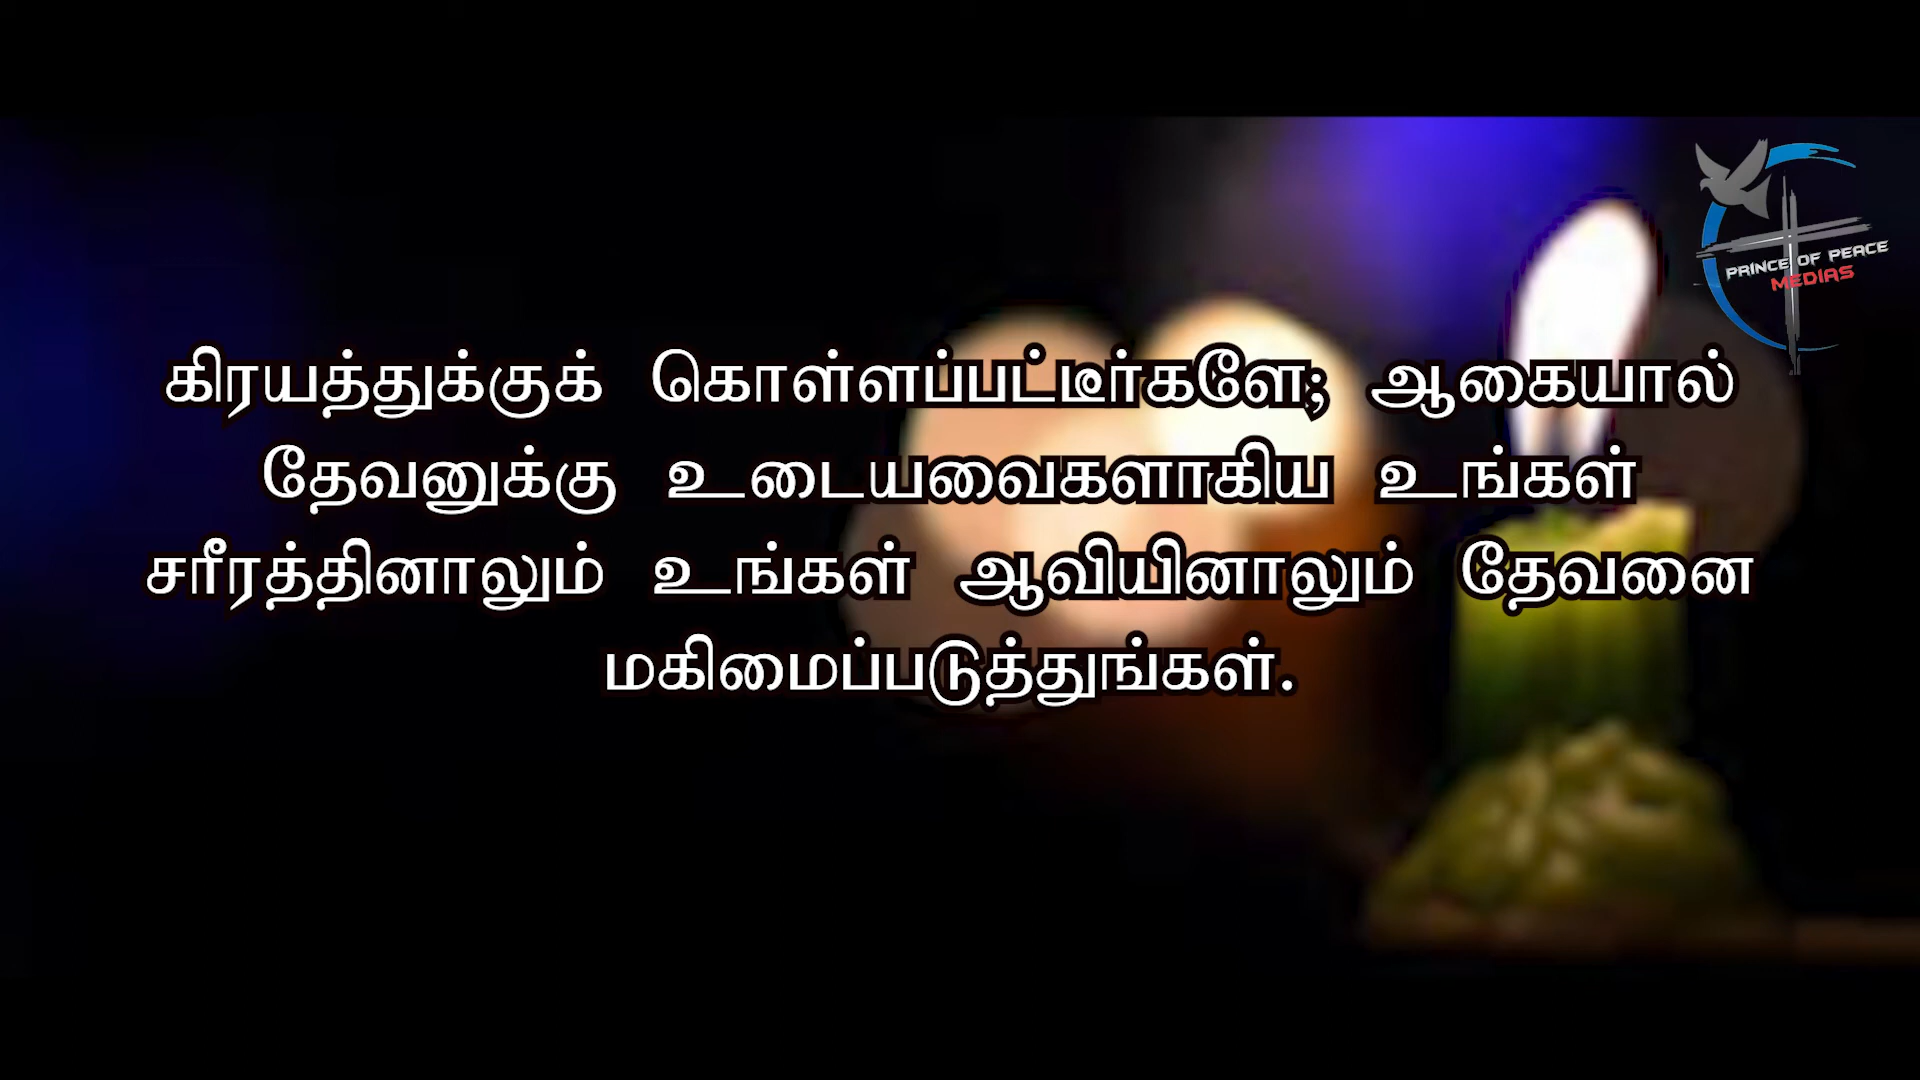 PRINCE OF PEACE
MEDIAS
கிரயத்துக்குக் கொள்ளப்பட்டீர்களே; ஆகையால்
தேவனுக்கு உடையவைகளாகிய உங்கள்
சரீரத்தினாலும் உங்கள் ஆவியினாலும் தேவனை
மகிமைப்படுத்துங்கள்.